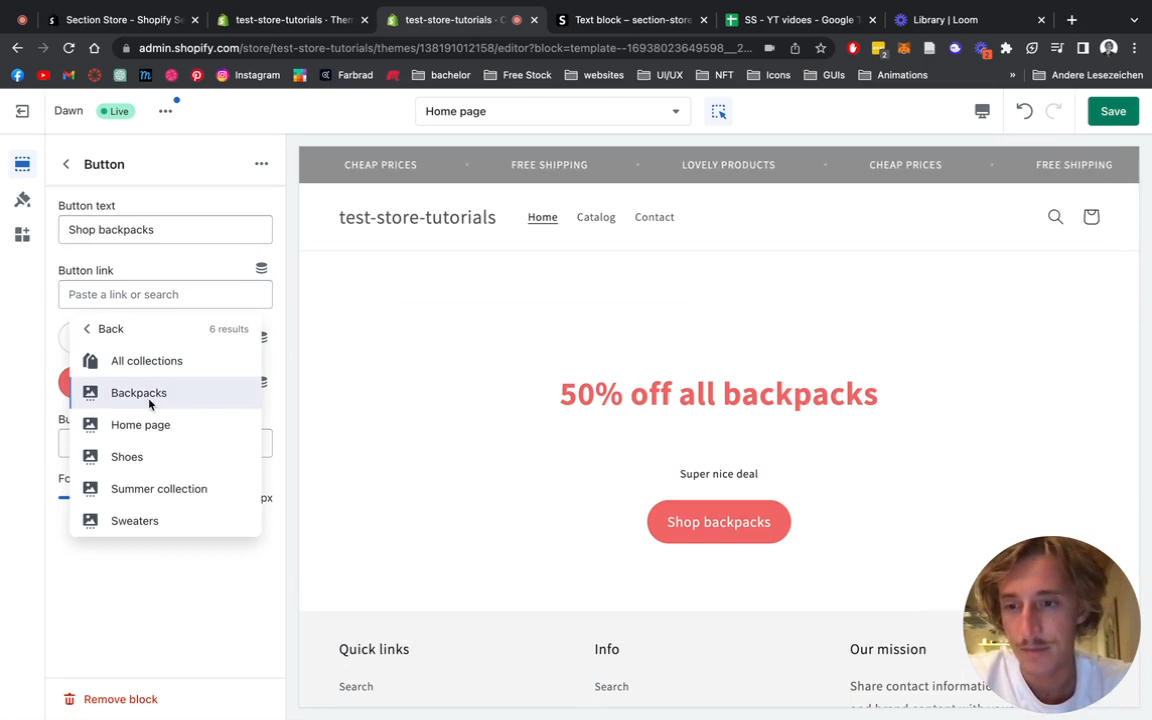 Section Store - Shopify Se
test-store-tutorials · Them
test-store-tutorials · C
Text block – section-store
SS - YT vidoes - Google T
Library | Loom
admin.shopify.com/store/test-store-tutorials/themes/138191012158/editor?block=template--16938023649598__2...
Instagram
Farbrad
bachelor
Free Stock
websites
UI/UX
NFT
Icons
GUIs
Animations
»
Andere Lesezeichen
Dawn
Live
Home page
Save
Button
Button text
Shop backpacks
Button link
Paste a link or search
Back
6 results
All collections
Backpacks
Home page
Shoes
Summer collection
Sweaters
Bu
Fo
px
Remove block
CHEAP PRICES
FREE SHIPPING
LOVELY PRODUCTS
CHEAP PRICES
FREE SHIPPING
test-store-tutorials
Home
Catalog
Contact
50% off all backpacks
Super nice deal
Shop backpacks
Quick links
Info
Our mission
Search
Search
Share contact informatio